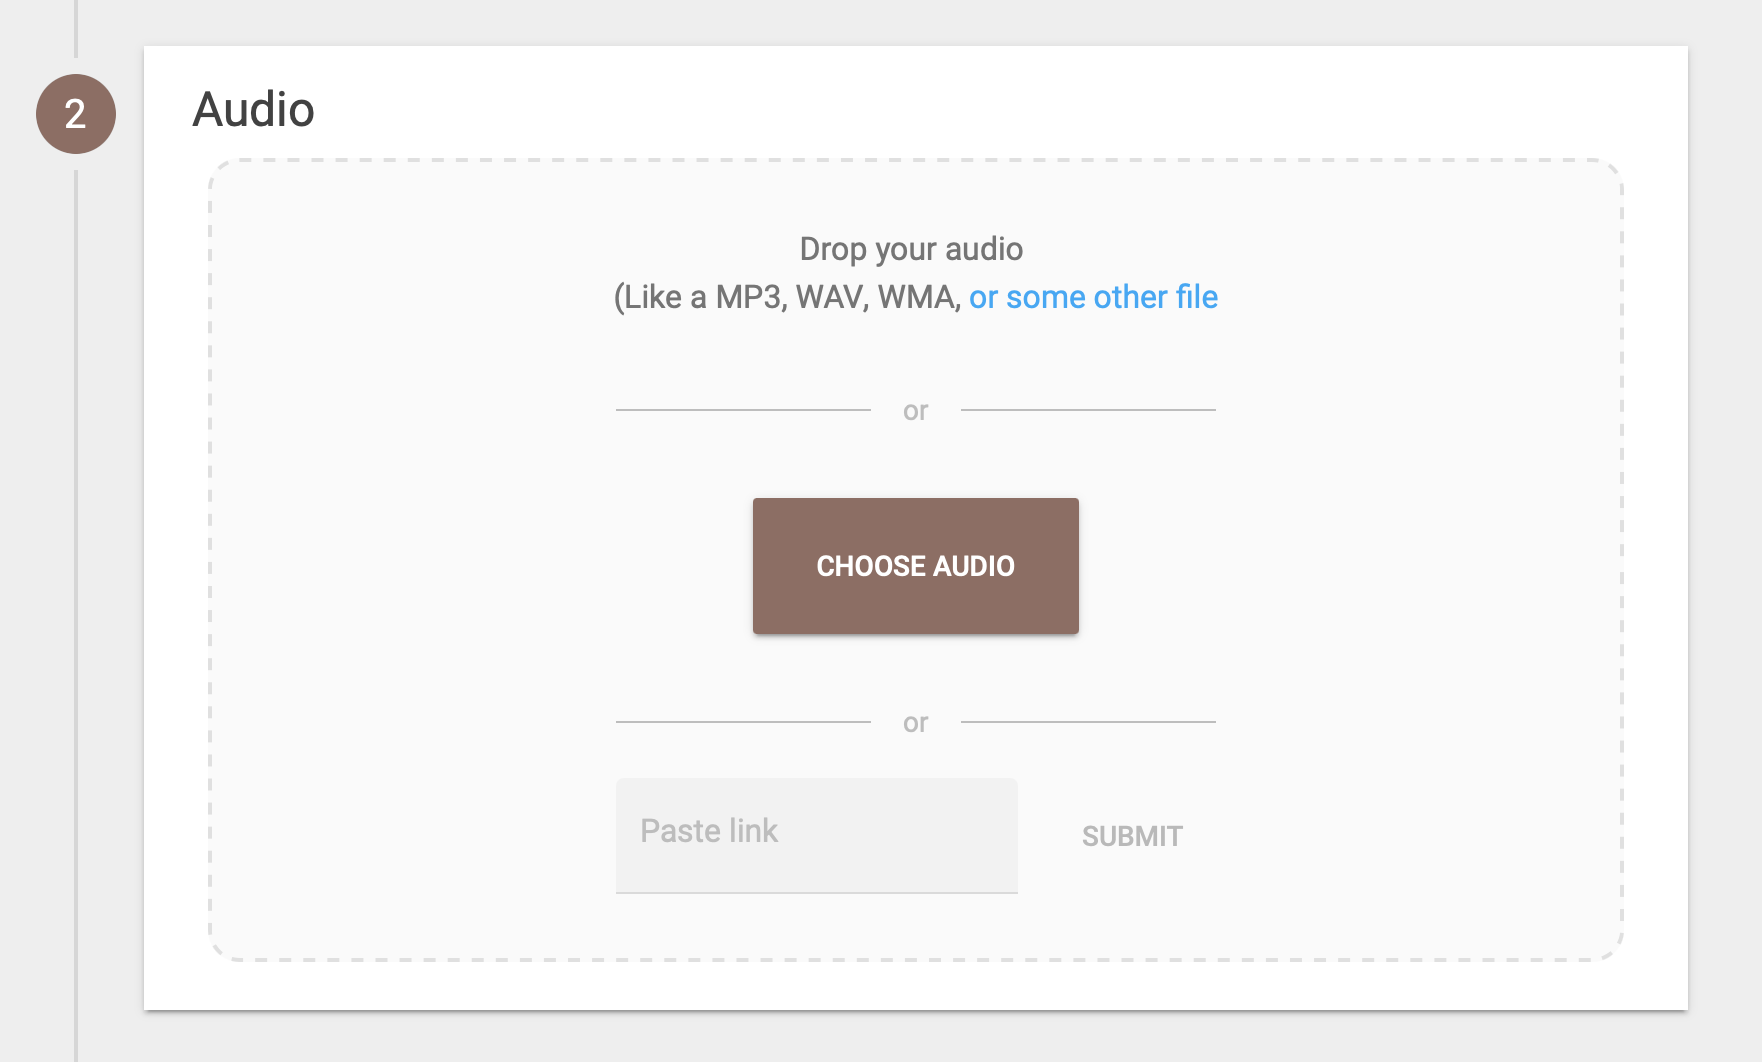 2
Audio
Drop your audio
(Like a MP3, WAV, WMA, or some other file
or
CHOOSE AUDIO
or
Paste link
SUBMIT